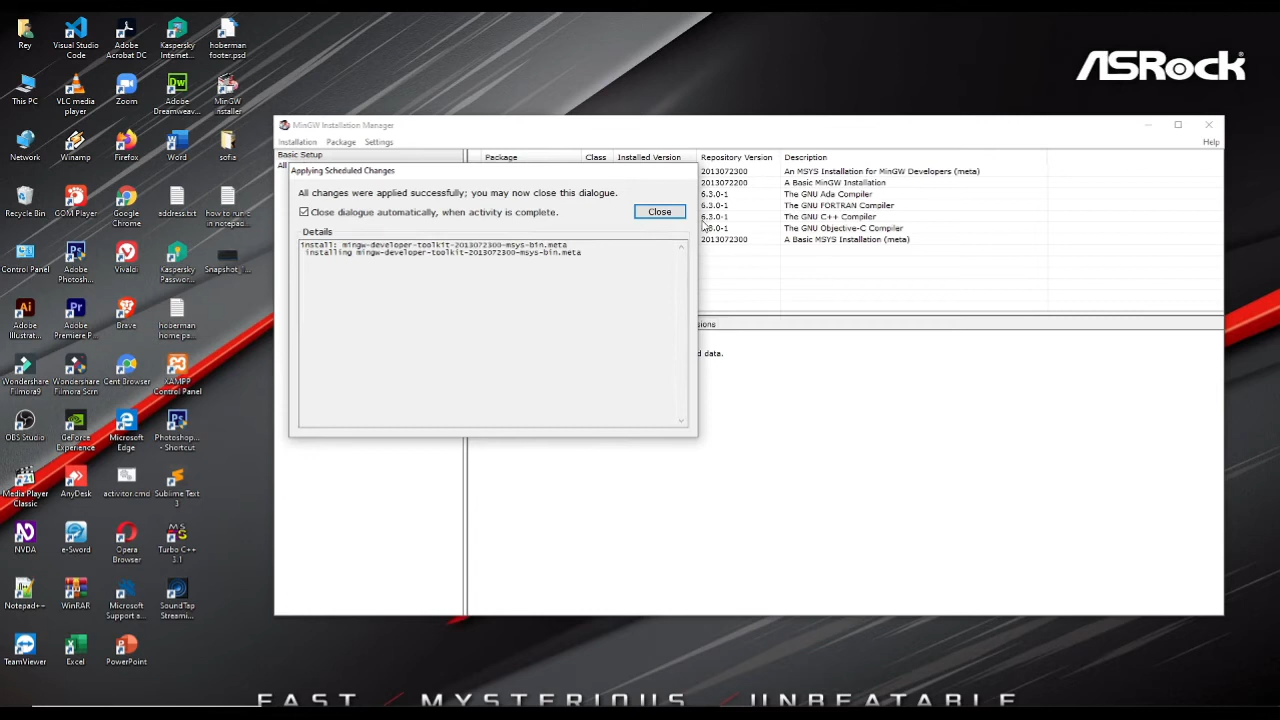 Rey
Visual Studio
Code
Adobe
Acrobat DC
Kaspersky
Internet...
hoberman
footer.psd
This PC
VLC media
player
Zoom
Adobe
Dreamweav...
MinGW
Installer
Network
Winamp
Firefox
Word
sofia
Recycle Bin
GOM Player
Google
Chrome
address.txt
how to run c
in notepad...
Control Panel
Adobe
Photosh...
Vivaldi
Kaspersky
Passwor...
Snapshot_1...
Adobe
Illustrat...
Adobe
Premiere P...
Brave
hoberman
home pa...
Wondershare
Filmora9
Wondershare
Filmora Scrn
Cent Browser
XAMPP
Control Panel
OBS Studio
GeForce
Experience
Microsoft
Edge
Photoshop...
- Shortcut
Media Player
Classic
AnyDesk
activitor.cmd
Sublime Text
3
NVDA
e-Sword
Opera
Browser
Turbo C++
3.1
Notepad++
WinRAR
Microsoft
Support a...
SoundTap
Streami...
TeamViewer
Excel
PowerPoint
ASRock
MinGW Installation Manager
Installation Package Settings Help
Basic Setup
All
Package Class Installed Version Repository Version Description
2013072300 An MSYS Installation for MinGW Developers (meta)
2013072200 A Basic MinGW Installation
6.3.0-1 The GNU Ada Compiler
6.3.0-1 The GNU FORTRAN Compiler
6.3.0-1 The GNU C++ Compiler
6.3.0-1 The GNU Objective-C Compiler
2013072300 A Basic MSYS Installation (meta)
sions
d data.
Applying Scheduled Changes
All changes were applied successfully; you may now close this dialogue.
Close dialogue automatically, when activity is complete.
Close
Details
install: mingw-developer-toolkit-2013072300-msys-bin.meta
installing mingw-developer-toolkit-2013072300-msys-bin.meta
FAST / MYSTERIOUS / UNBEATABLE